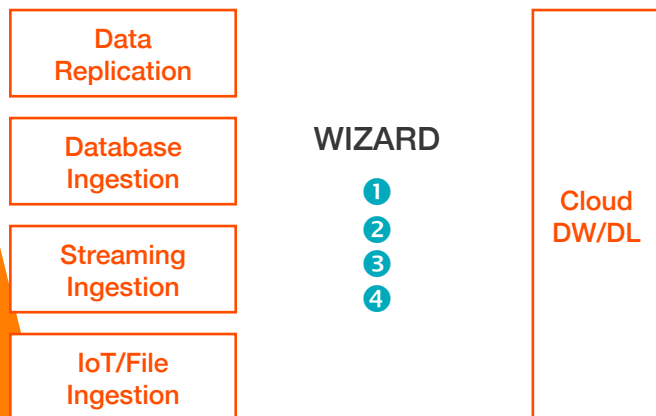 Data
Replication
Database
Ingestion
Streaming
Ingestion
IoT/File
Ingestion
WIZARD
1
2
3
4
Cloud
DW/DL